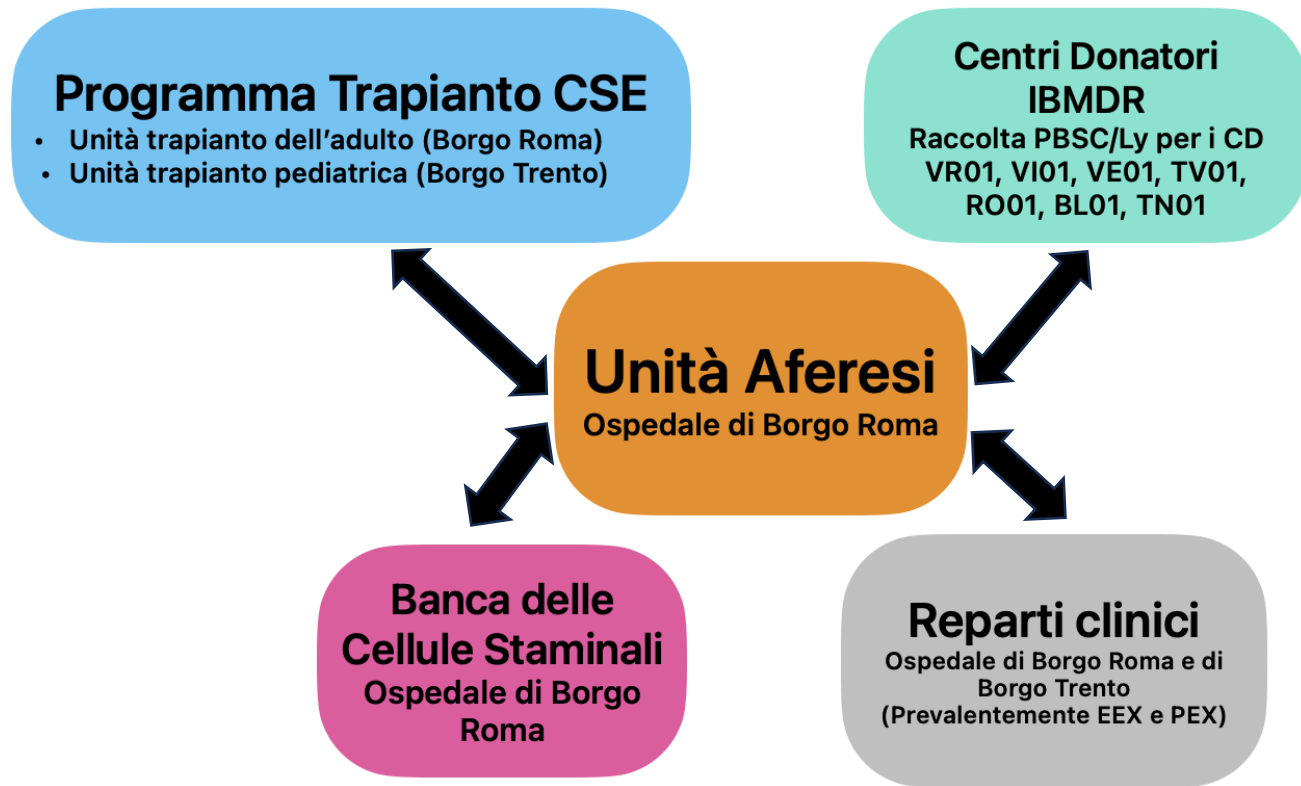 Programma Trapianto CSE
• Unità trapianto dell'adulto (Borgo Roma)
• Unità trapianto pediatrica (Borgo Trento)
Centri Donatori
IBMDR
Raccolta PBSC/Ly per i CD
VR01, VI01, VE01, TV01,
RO01, BL01, TN01
Unità Aferesi
Ospedale di Borgo Roma
Banca delle
Cellule Staminali
Ospedale di Borgo
Roma
Reparti clinici
Ospedale di Borgo Roma e di
Borgo Trento
(Prevalentemente EEX e PEX)